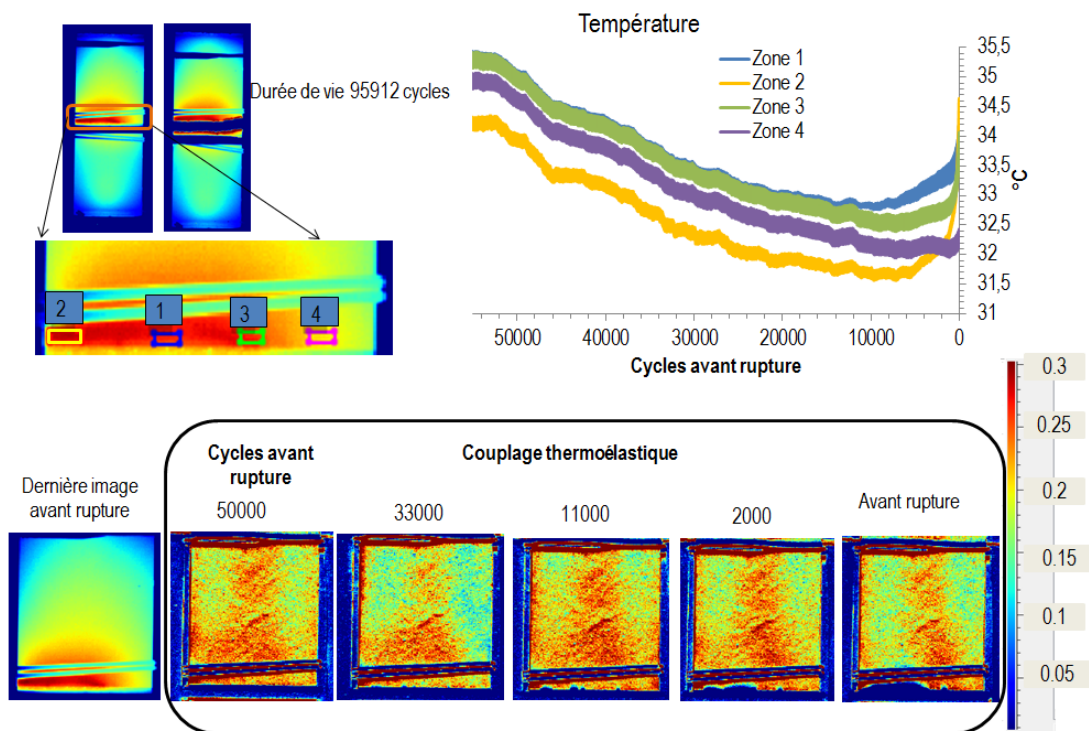 Durée de vie 95912 cycles
2
1
3
4
Température
Zone 1
Zone 2
Zone 3
Zone 4
35,5
35
34,5
34
33,5
33
32,5
32
31,5
31
°C
50000
40000
30000
20000
10000
0
Cycles avant rupture
Dernière image
avant rupture
Cycles avant
rupture
Couplage thermoélastique
50000
33000
11000
2000
Avant rupture
0.3
0.25
0.2
0.15
0.1
0.05